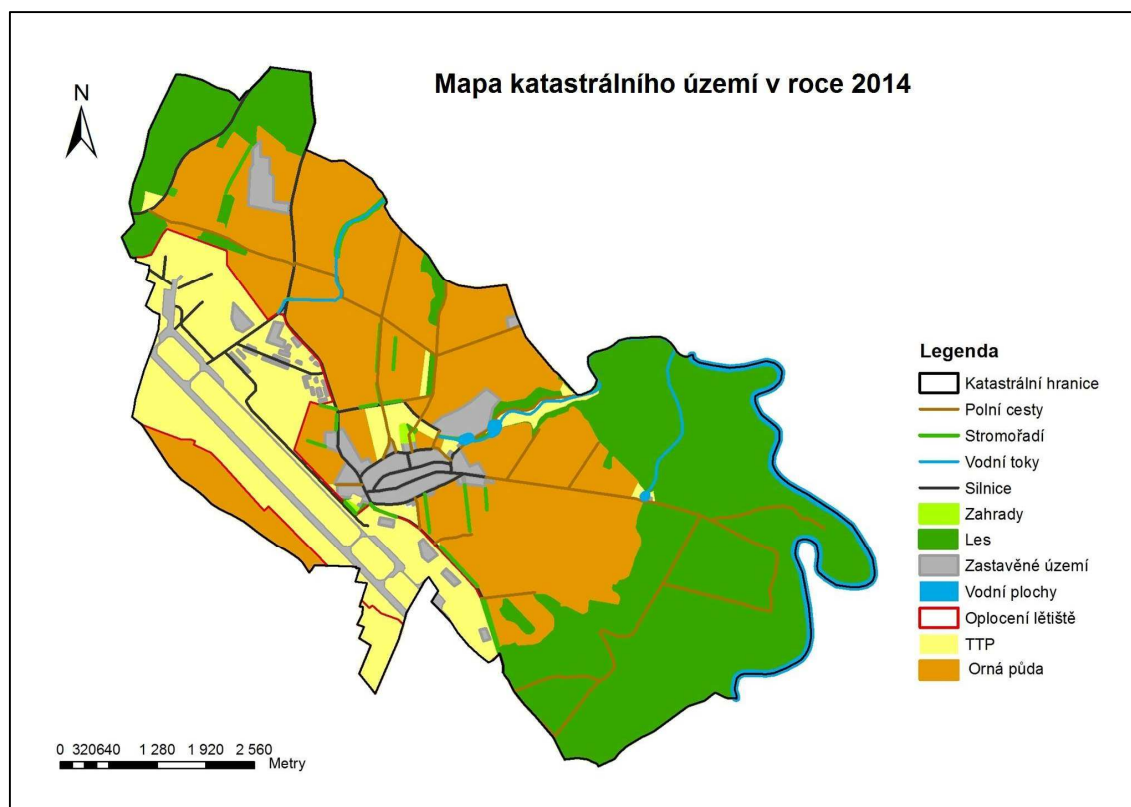 Mapa katastrálního území v roce 2014
N
Legenda
Katastrální hranice
Polní cesty
Stromořadí
Vodní toky
Silnice
Zahrady
Les
Zastavěné území
Vodní plochy
Oplocení lětiště
TTP
Orná půda
0 320640 1 280 1 920 2 560
Metry